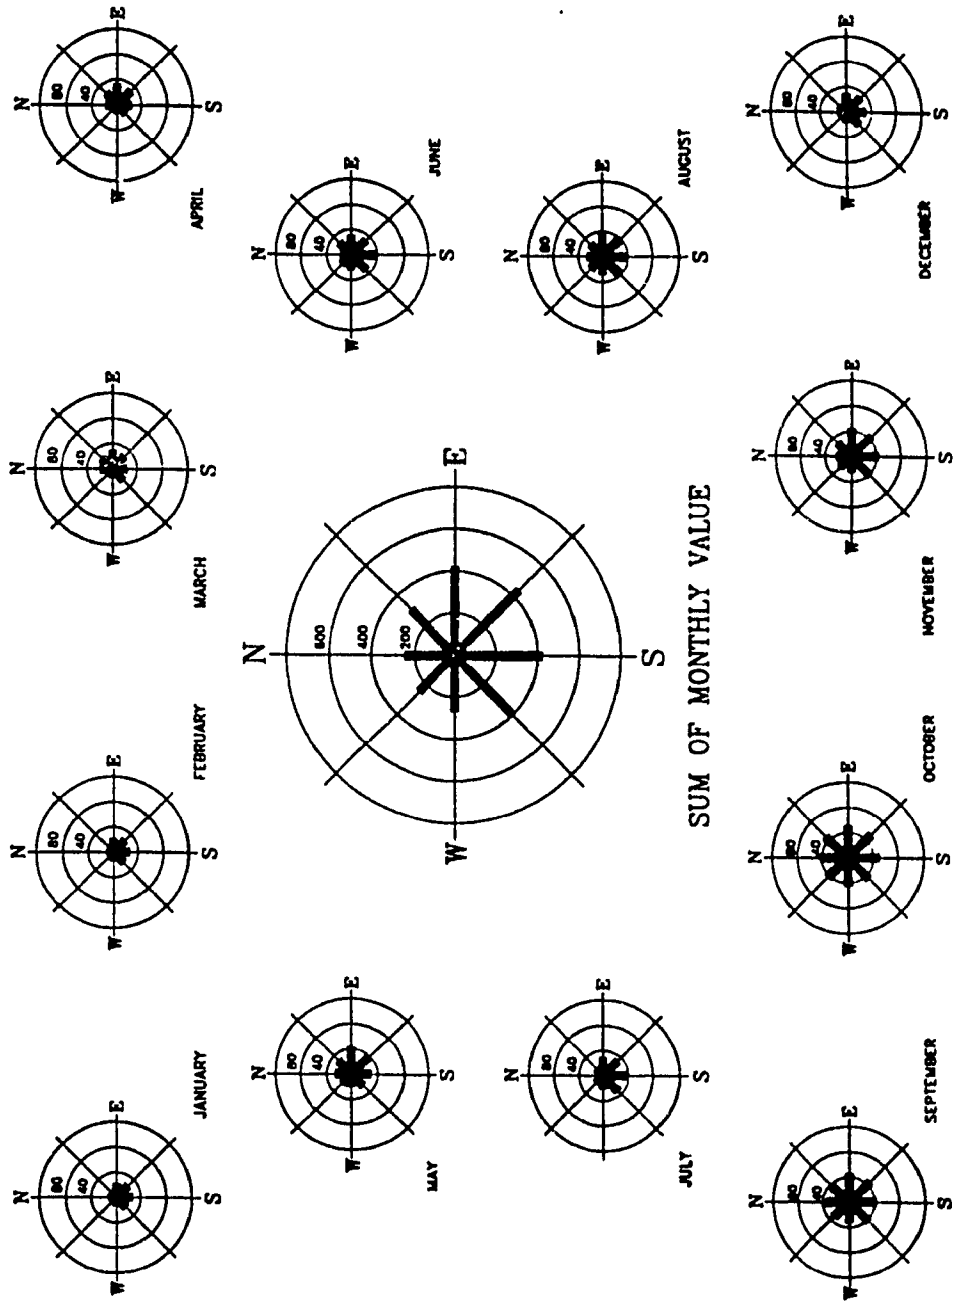 N
80
40
W
E
S
JANUARY
N
80
40
W
E
S
FEBRUARY
N
80
40
W
E
S
MARCH
N
80
40
W
E
S
APRIL
N
80
40
W
E
S
MAY
N
80
40
W
E
S
JUNE
N
600
400
200
W
E
S
SUM OF MONTHLY VALUE
N
80
40
E
S
JULY
N
80
40
W
E
S
AUGUST
N
80
40
W
E
S
SEPTEMBER
N
80
40
W
E
S
OCTOBER
N
80
40
W
E
S
NOVEMBER
N
80
40
W
E
S
DECEMBER